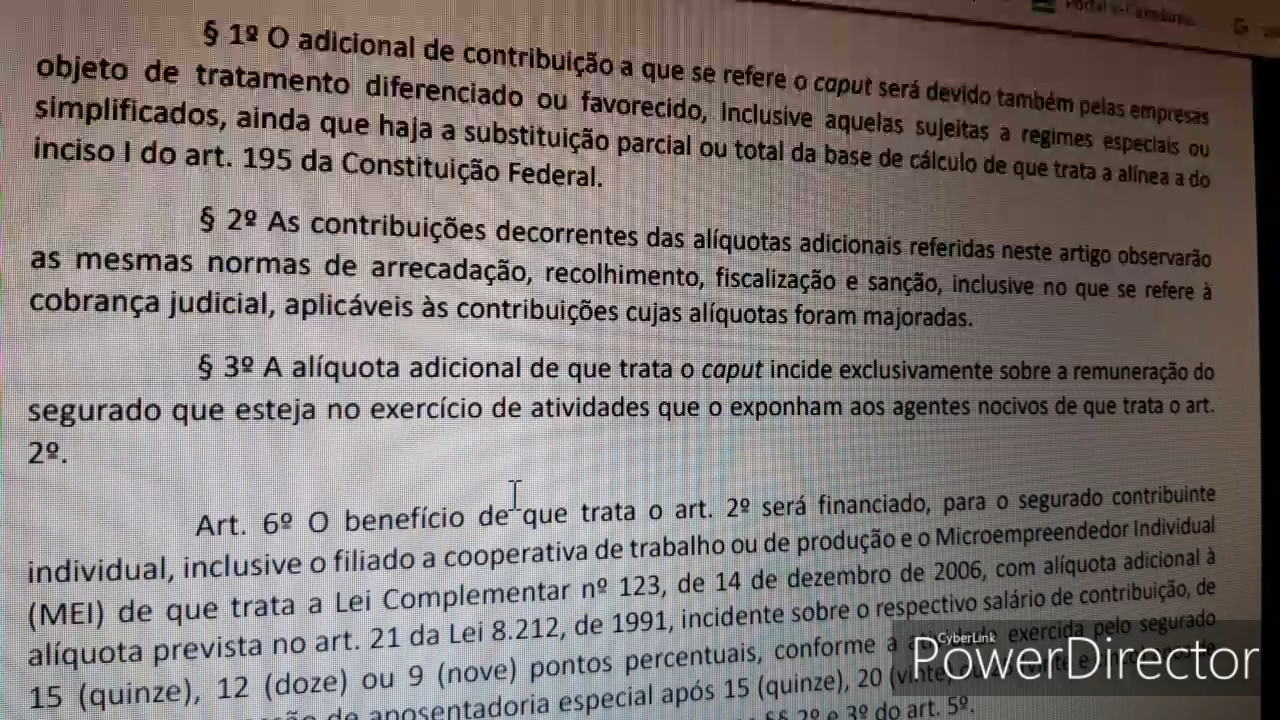 § 1º O adicional de contribuição a que se refere o caput será devido também pelas empresas
objeto de tratamento diferenciado ou favorecido, inclusive aquelas sujeitas a regimes especiais ou
simplificados, ainda que haja a substituição parcial ou total da base de cálculo de que trata a alínea a do
inciso I do art. 195 da Constituição Federal.
§ 2º As contribuições decorrentes das alíquotas adicionais referidas neste artigo observarão
as mesmas normas de arrecadação, recolhimento, fiscalização e sanção, inclusive no que se refere à
cobrança judicial, aplicáveis às contribuições cujas alíquotas foram majoradas.
§ 3º A alíquota adicional de que trata o caput incide exclusivamente sobre a remuneração do
segurado que esteja no exercício de atividades que o exponham aos agentes nocivos de que trata o art.
2º.
Art. 6º O benefício de que trata o art. 2º será financiado, para o segurado contribuinte
individual, inclusive o filiado a cooperativa de trabalho ou de produção e o Microempreendedor Individual
(MEI) de que trata a Lei Complementar nº 123, de 14 de dezembro de 2006, com alíquota adicional à
alíquota prevista no art. 21 da Lei 8.212, de 1991, incidente sobre o respectivo salário de contribuição, de
15 (quinze), 12 (doze) ou 9 (nove) pontos percentuais, conforme a exercida pelo segurado
de aposentadoria especial após 15 (quinze), 20 (vinte)
§§ 2º e 3º do art. 5º.
CyberLink
PowerDirector